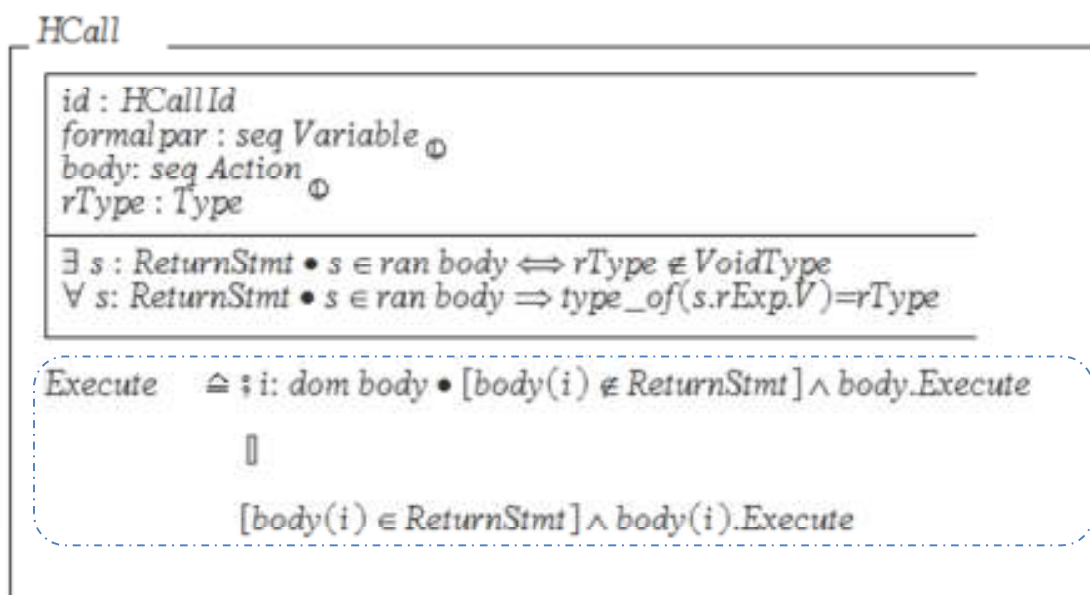 HCall
id : HCallId
formalpar : seq Variable ©
body: seq Action ©
rType : Type
∃ s : ReturnStmt • s ∈ ran body ⟺ rType ∉ VoidType
∀ s: ReturnStmt • s ∈ ran body ⟹ type_of(s.rExp.V)=rType
Execute ≙ ⨟ i: dom body • [body(i) ∉ ReturnStmt] ∧ body.Execute
▯
[body(i) ∈ ReturnStmt] ∧ body(i).Execute